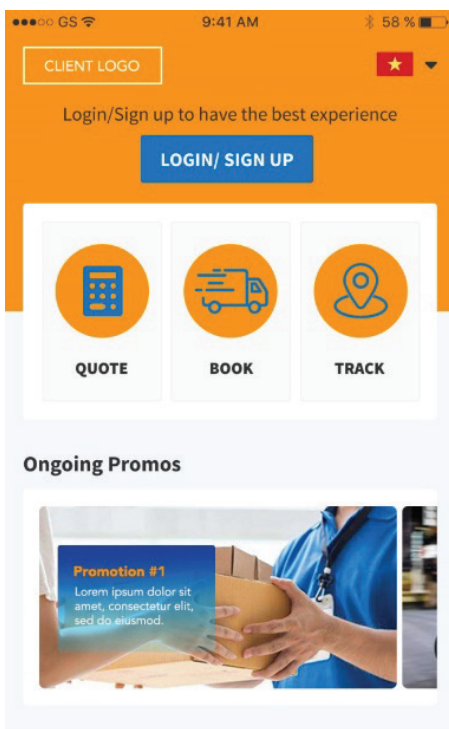 GS 9:41 AM 58 %
CLIENT LOGO
Login/Sign up to have the best experience
LOGIN/ SIGN UP
QUOTE BOOK TRACK
Ongoing Promos
Promotion #1
Lorem ipsum dolor sit
amet, consectetur elit,
sed do eiusmod.